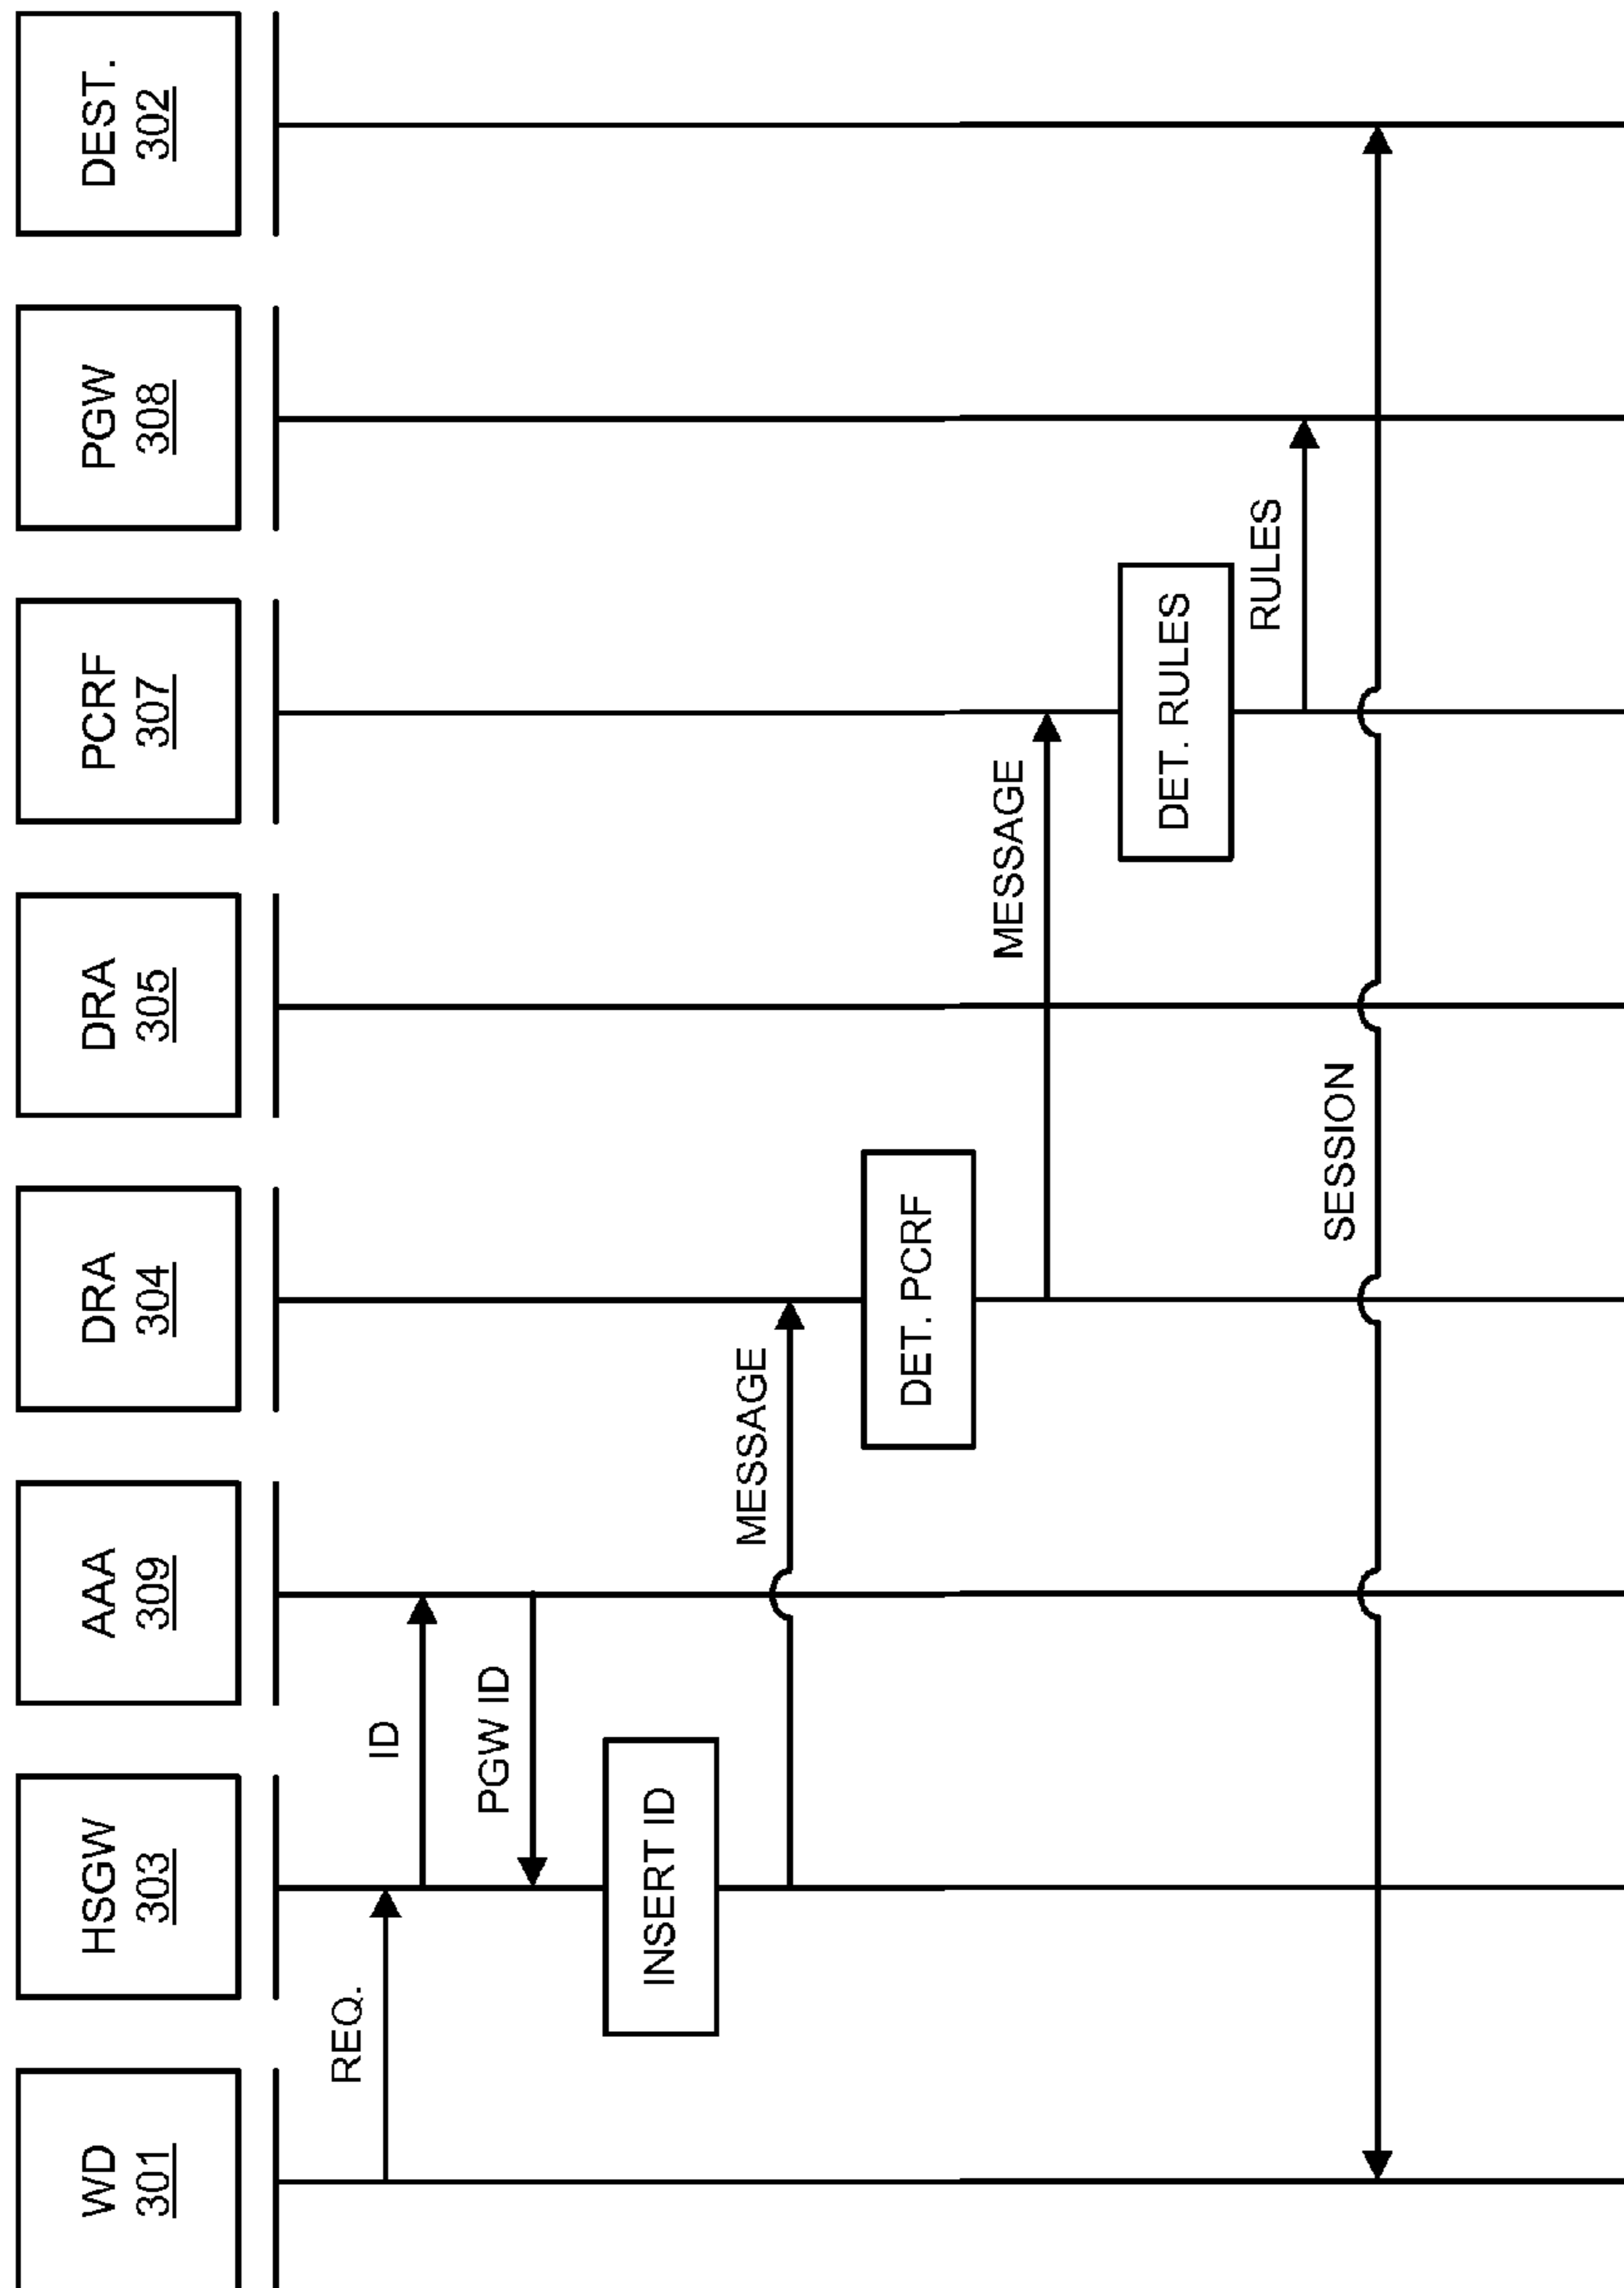 WD
301
HSGW
303
AAA
309
DRA
304
DRA
305
PCRF
307
PGW
308
DEST.
302
REQ.
ID
PGW ID
INSERT ID
MESSAGE
DET. PCRF
MESSAGE
DET. RULES
RULES
SESSION